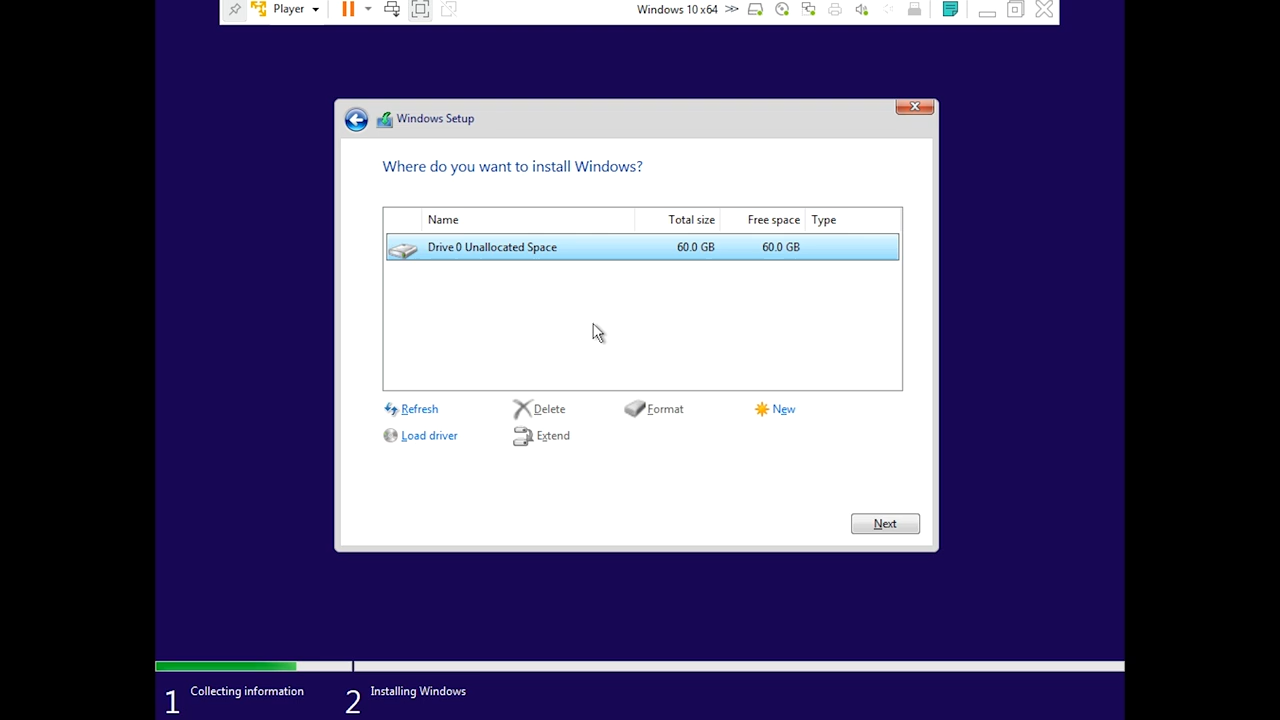 Player
Windows 10 x64
Windows Setup
Where do you want to install Windows?
Name Total size Free space Type
Drive 0 Unallocated Space 60.0 GB 60.0 GB
Refresh Delete Format New
Load driver Extend
Next
1 Collecting information 2 Installing Windows